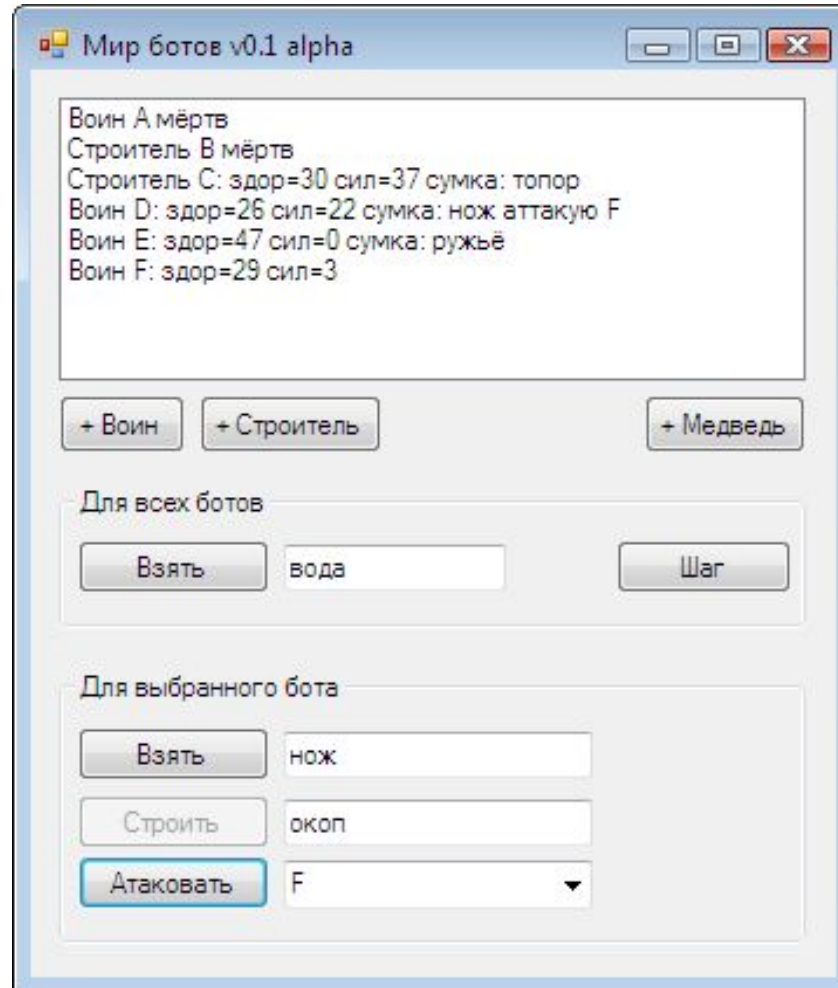 Мир ботов v0.1 alpha
Воин A мёртв
Строитель B мёртв
Строитель C: здор=30 сил=37 сумка: топор
Воин D: здор=26 сил=22 сумка: нож аттакую F
Воин E: здор=47 сил=0 сумка: ружьё
Воин F: здор=29 сил=3
+ Воин + Строитель + Медведь
Для всех ботов
Взять вода Шаг
Для выбранного бота
Взять нож
Строить окоп
Атаковать F